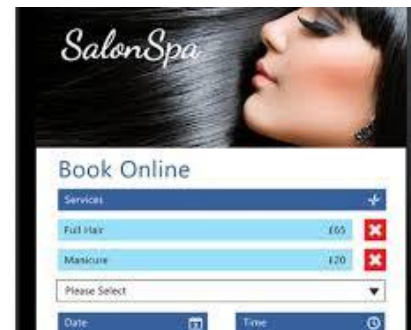 SalonSpa
Book Online
Services
Full Hair £65
Manicure £20
Please Select
Date Time